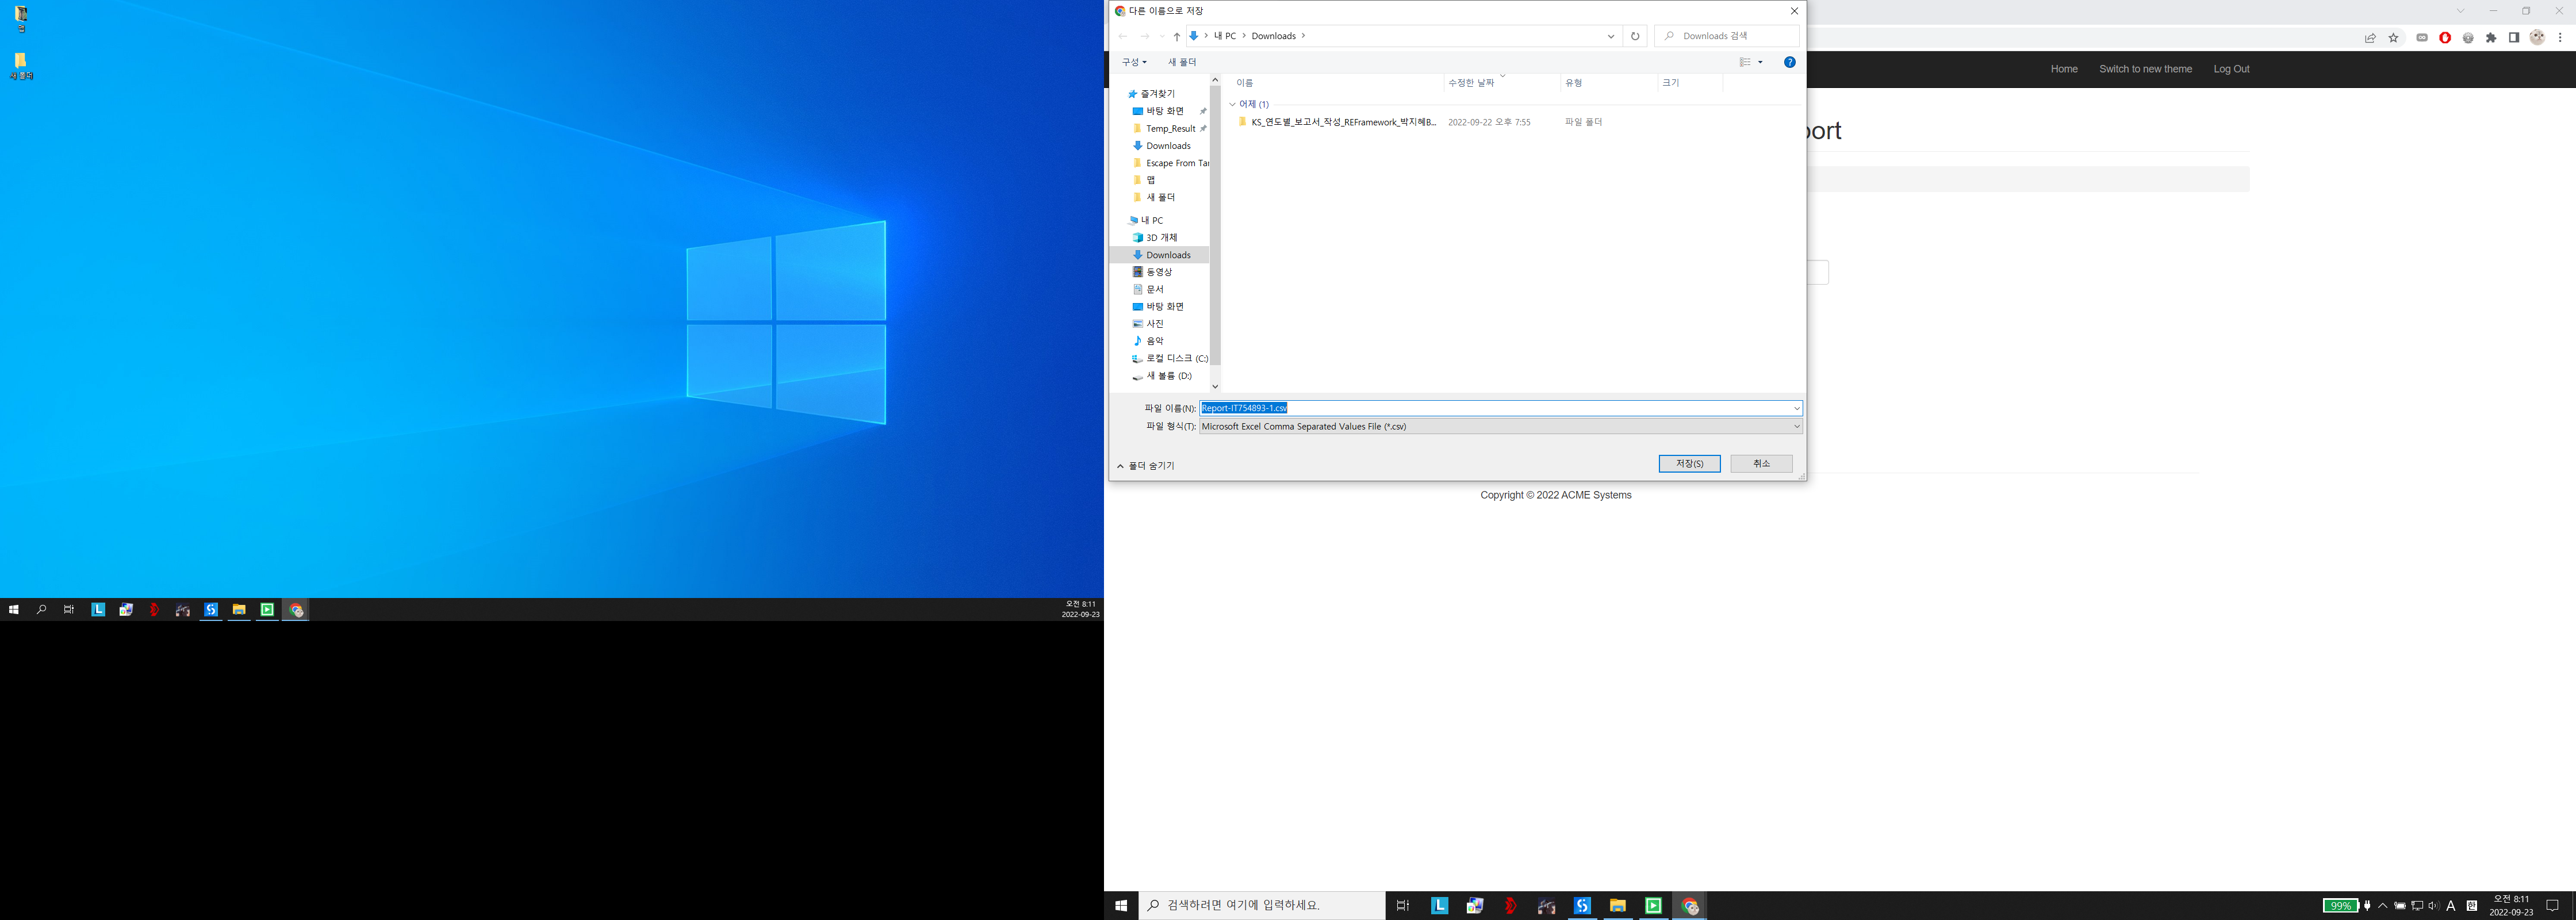 맵
새 폴더
오전 8:11
2022-09-23
다른 이름으로 저장
내 PC > Downloads >
Downloads 검색
구성
새 폴더
이름
수정한 날짜
유형
크기
즐겨찾기
바탕 화면
Temp_Result
Downloads
Escape From Tar
맵
새 폴더
내 PC
3D 개체
Downloads
동영상
문서
바탕 화면
사진
음악
로컬 디스크 (C:)
새 볼륨 (D:)
어제 (1)
KS_연도별_보고서_작성_REFramework_박지혜B... 2022-09-22 오후 7:55 파일 폴더
파일 이름(N): Report-IT754893-1.csv
파일 형식(T): Microsoft Excel Comma Separated Values File (*.csv)
폴더 숨기기
저장(S)
취소
Home
Switch to new theme
Log Out
port
Copyright © 2022 ACME Systems
검색하려면 여기에 입력하세요.
99%
A
한
오전 8:11
2022-09-23